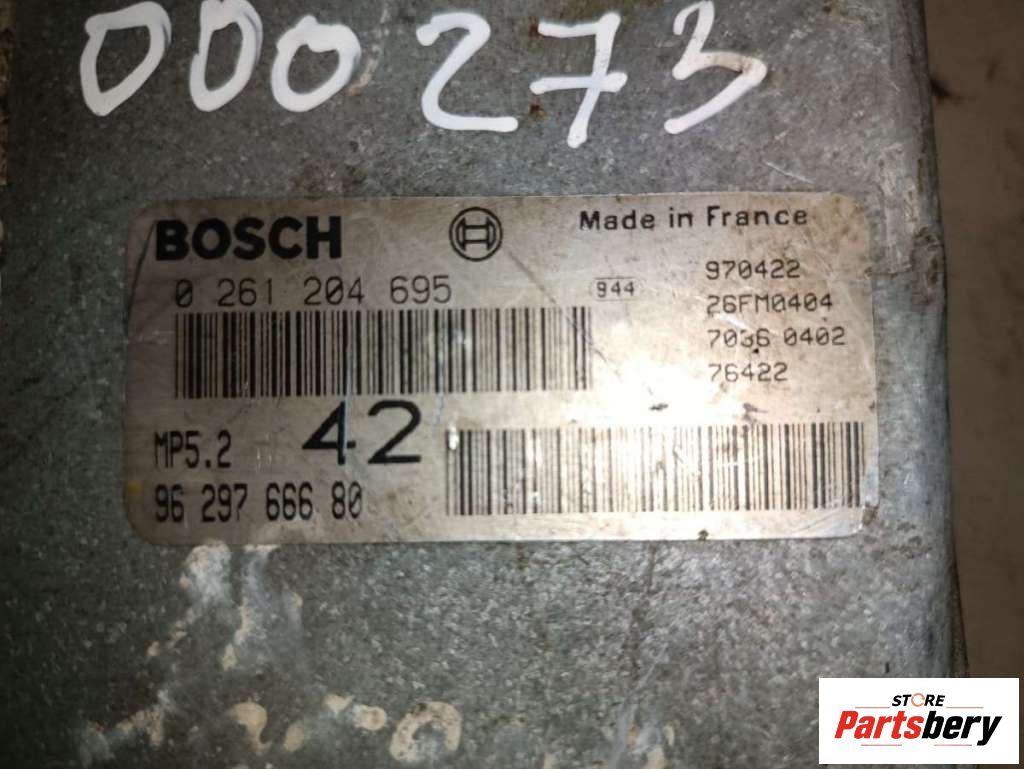 000273
BOSCH
Made in France
0 261 204 695
944
970422
26FM0404
7036 0402
76422
MP5.2
42
96 297 666 80
STORE
Partsbery